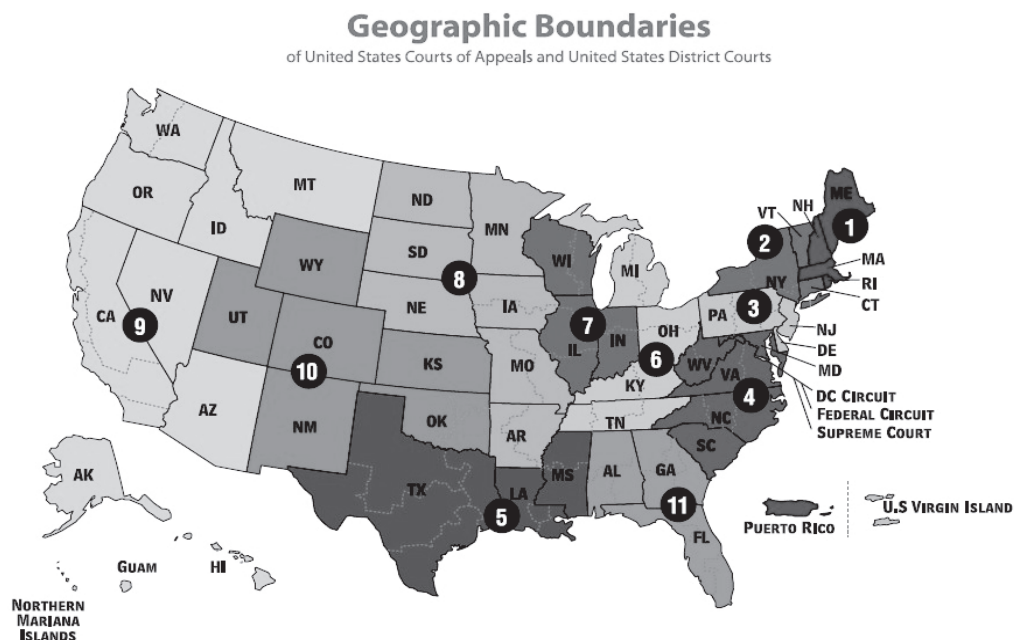 Geographic Boundaries
of United States Courts of Appeals and United States District Courts
WA
OR
ID
MT
ND
MN
SD
WY
NE
IA
WI
MI
NV
CA
UT
CO
KS
MO
IL
IN
OH
KY
WV
VA
PA
NY
VT
NH
ME
MA
RI
CT
NJ
DE
MD
DC CIRCUIT
FEDERAL CIRCUIT
SUPREME COURT
AZ
NM
OK
AR
TN
NC
SC
TX
LA
MS
AL
GA
FL
1
2
3
4
5
6
7
8
9
10
11
AK
HI
GUAM
NORTHERN
MARIANA
ISLANDS
PUERTO RICO
U.S VIRGIN ISLAND